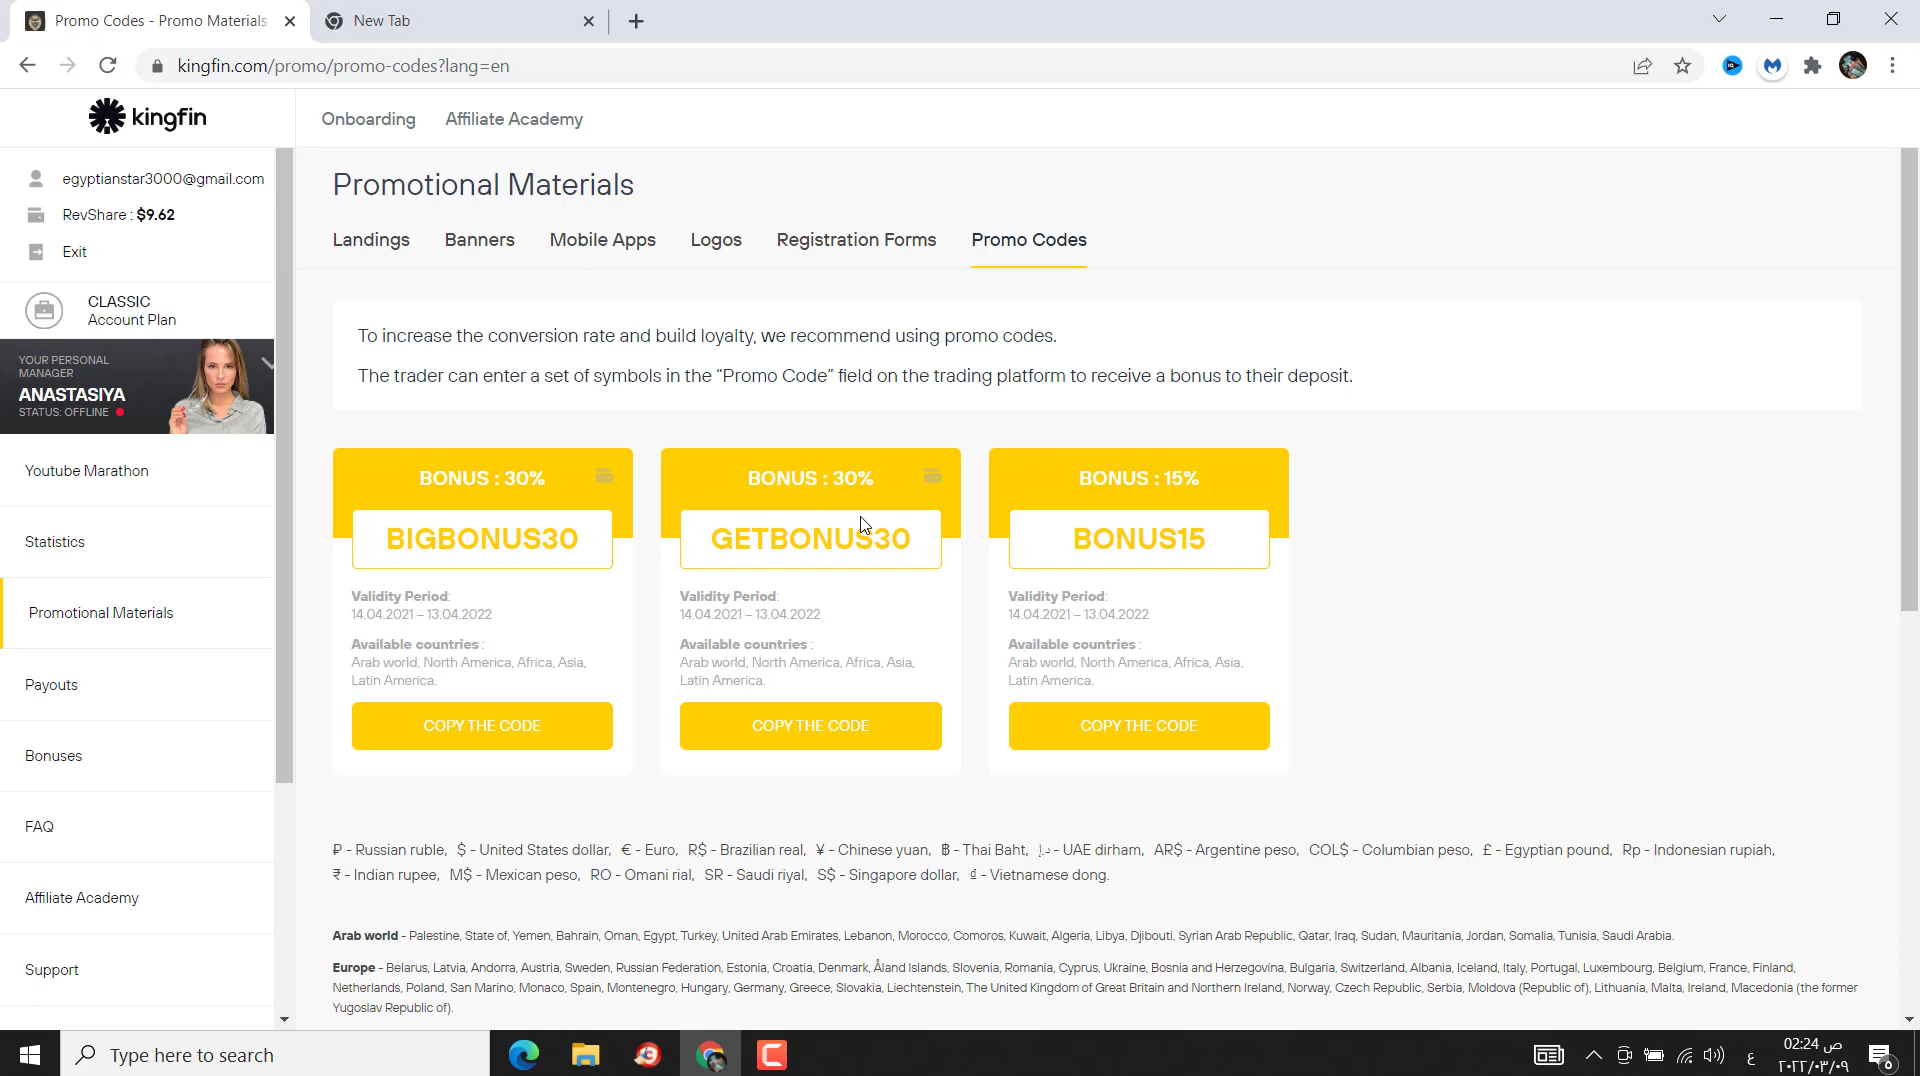 Promo Codes - Promo Materials
New Tab
kingfin.com/promo/promo-codes?lang=en
kingfin
Onboarding
Affiliate Academy
egyptianstar3000@gmail.com
RevShare : $9.62
Exit
CLASSIC
Account Plan
YOUR PERSONAL
MANAGER
ANASTASIYA
STATUS: OFFLINE
Youtube Marathon
Statistics
Promotional Materials
Payouts
Bonuses
FAQ
Affiliate Academy
Support
Promotional Materials
Landings
Banners
Mobile Apps
Logos
Registration Forms
Promo Codes
To increase the conversion rate and build loyalty, we recommend using promo codes.
The trader can enter a set of symbols in the “Promo Code” field on the trading platform to receive a bonus to their deposit.
BONUS : 30%
BIGBONUS30
Validity Period:
14.04.2021 – 13.04.2022
Available countries :
Arab world, North America, Africa, Asia,
Latin America.
COPY THE CODE
BONUS : 30%
GETBONUS30
Validity Period:
14.04.2021 – 13.04.2022
Available countries :
Arab world, North America, Africa, Asia,
Latin America.
COPY THE CODE
BONUS : 15%
BONUS15
Validity Period:
14.04.2021 – 13.04.2022
Available countries :
Arab world, North America, Africa, Asia,
Latin America.
COPY THE CODE
₽ - Russian ruble, $ - United States dollar, € - Euro, R$ - Brazilian real, ¥ - Chinese yuan, ฿ - Thai Baht, د.إ - UAE dirham, AR$ - Argentine peso, COL$ - Columbian peso, £ - Egyptian pound, Rp - Indonesian rupiah,
₹ - Indian rupee, M$ - Mexican peso, RO - Omani rial, SR - Saudi riyal, S$ - Singapore dollar, ₫ - Vietnamese dong.
Arab world - Palestine, State of, Yemen, Bahrain, Oman, Egypt, Turkey, United Arab Emirates, Lebanon, Morocco, Comoros, Kuwait, Algeria, Libya, Djibouti, Syrian Arab Republic, Qatar, Iraq, Sudan, Mauritania, Jordan, Somalia, Tunisia, Saudi Arabia.
Europe - Belarus, Latvia, Andorra, Austria, Sweden, Russian Federation, Estonia, Croatia, Denmark, Åland Islands, Slovenia, Romania, Cyprus, Ukraine, Bosnia and Herzegovina, Bulgaria, Switzerland, Albania, Iceland, Italy, Portugal, Luxembourg, Belgium, France, Finland,
Netherlands, Poland, San Marino, Monaco, Spain, Montenegro, Hungary, Germany, Greece, Slovakia, Liechtenstein, The United Kingdom of Great Britain and Northern Ireland, Norway, Czech Republic, Serbia, Moldova (Republic of), Lithuania, Malta, Ireland, Macedonia (the former
Yugoslav Republic of).
Type here to search
ع
02:24 ص
٢٠٢٢/٠٣/٠٩
٥